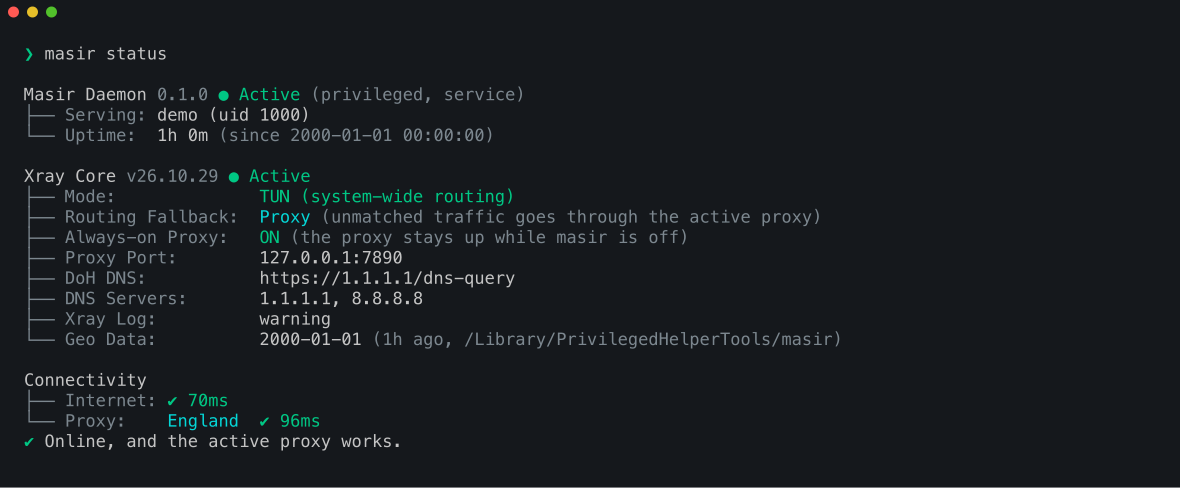 ❯ masir status
Masir Daemon 0.1.0 ● Active (privileged, service)
├── Serving: demo (uid 1000)
└── Uptime:  1h 0m (since 2000-01-01 00:00:00)
Xray Core v26.10.29 ● Active
├── Mode:              TUN (system-wide routing)
├── Routing Fallback:  Proxy (unmatched traffic goes through the active proxy)
├── Always-on Proxy:   ON (the proxy stays up while masir is off)
├── Proxy Port:        127.0.0.1:7890
├── DoH DNS:           https://1.1.1.1/dns-query
├── DNS Servers:       1.1.1.1, 8.8.8.8
├── Xray Log:          warning
└── Geo Data:          2000-01-01 (1h ago, /Library/PrivilegedHelperTools/masir)
Connectivity
├── Internet: ✔ 70ms
└── Proxy:    England  ✔ 96ms
✔ Online, and the active proxy works.